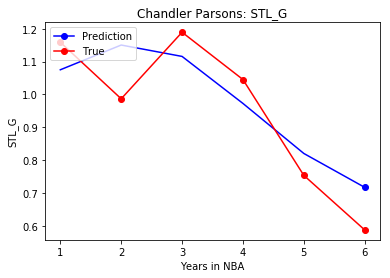 Chandler Parsons: STL_G
Prediction
True
STL_G
1.2
1.1
1.0
0.9
0.8
0.7
0.6
1 2 3 4 5 6
Years in NBA